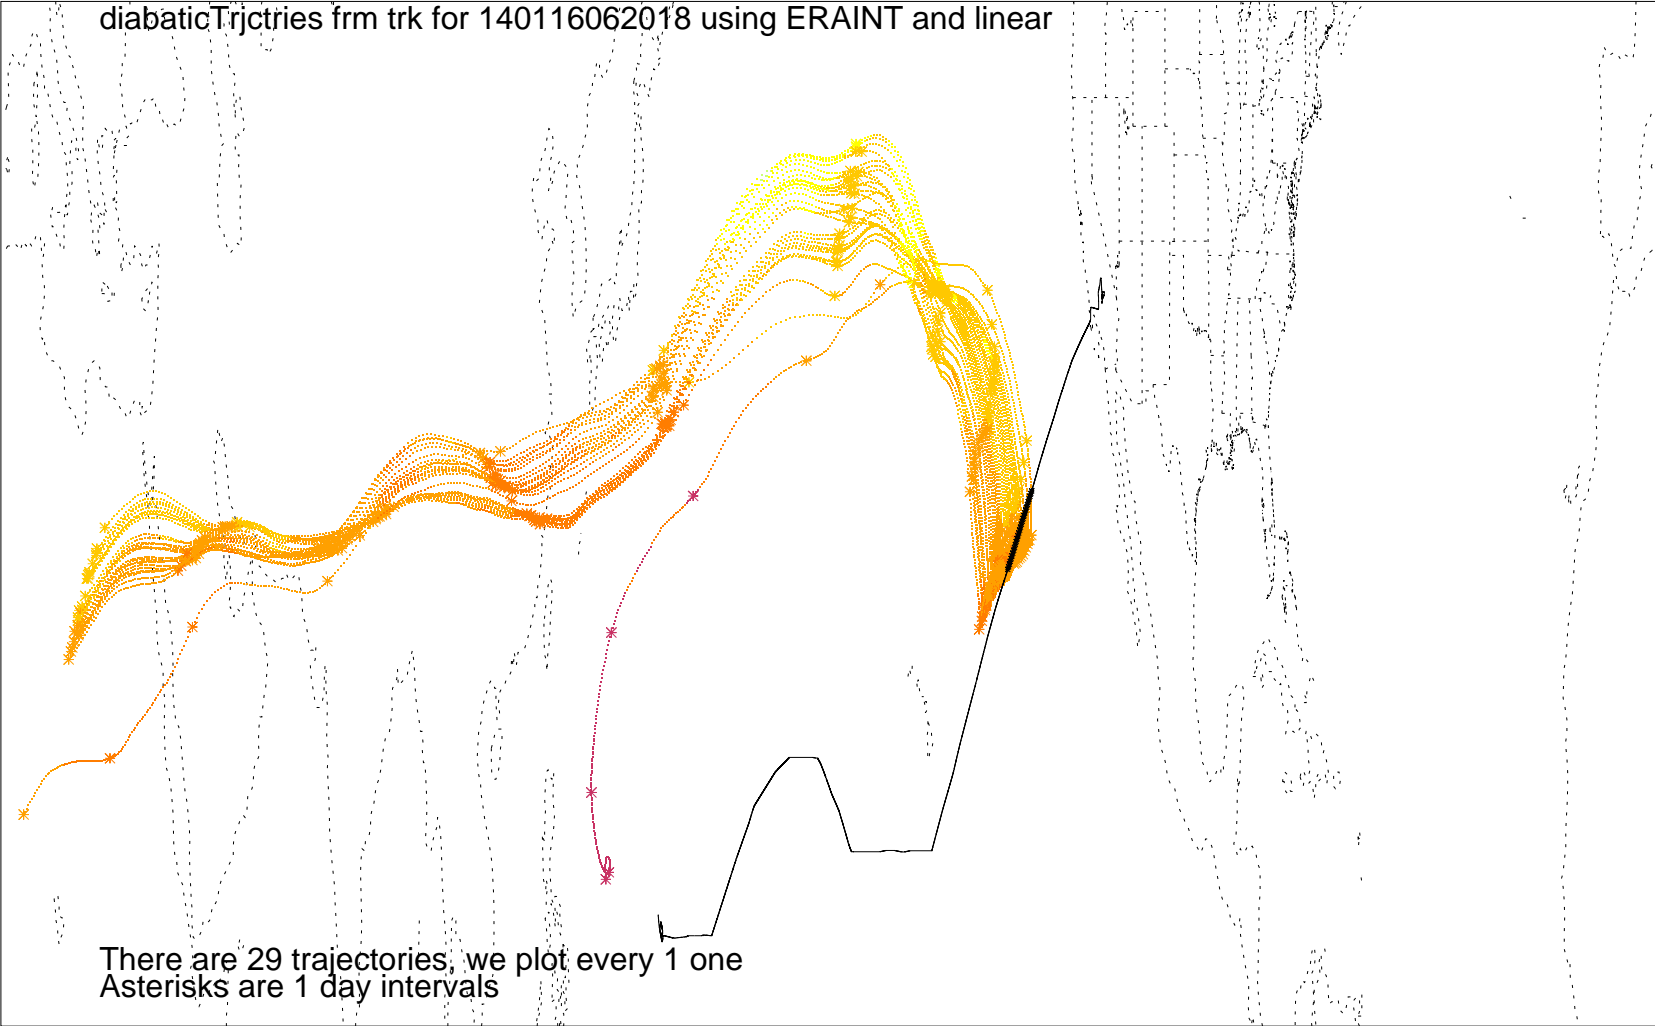 diabaticTrjctries frm trk for 140116062018 using ERAINT and linear
There are 29 trajectories, we plot every 1 one
Asterisks are 1 day intervals